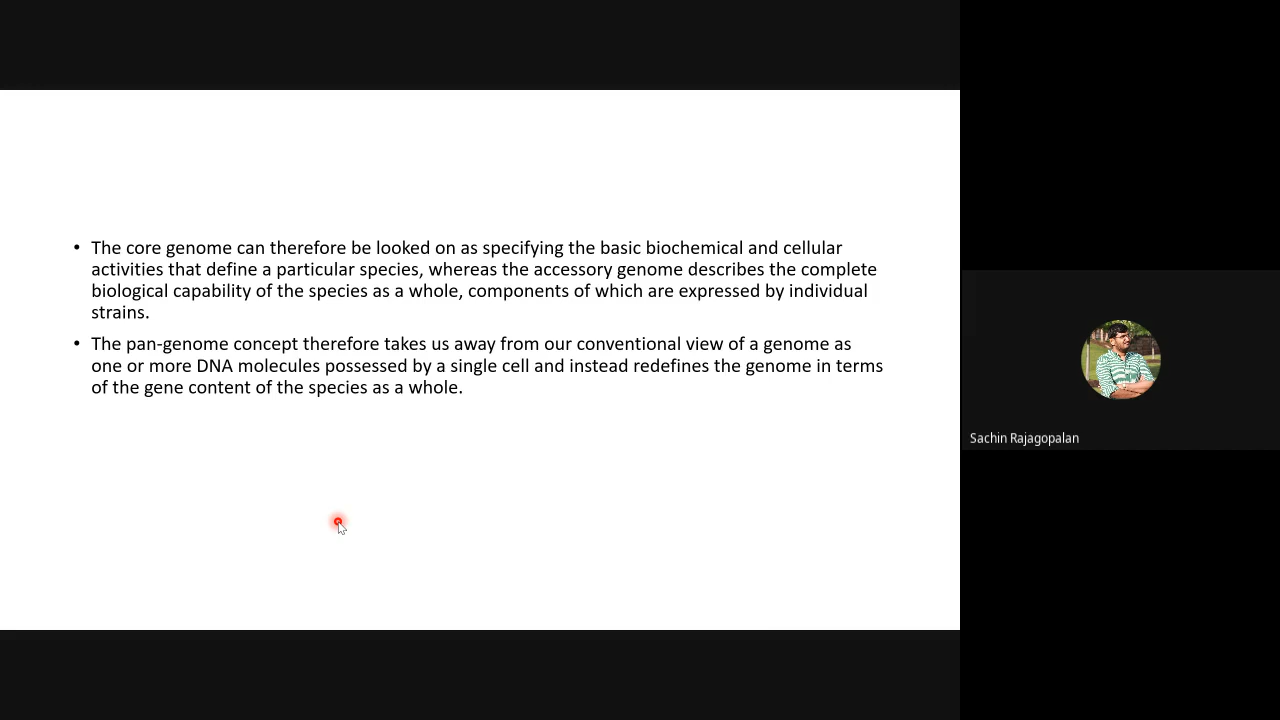 • The core genome can therefore be looked on as specifying the basic biochemical and cellular
activities that define a particular species, whereas the accessory genome describes the complete
biological capability of the species as a whole, components of which are expressed by individual
strains.
• The pan-genome concept therefore takes us away from our conventional view of a genome as
one or more DNA molecules possessed by a single cell and instead redefines the genome in terms
of the gene content of the species as a whole.
Sachin Rajagopalan